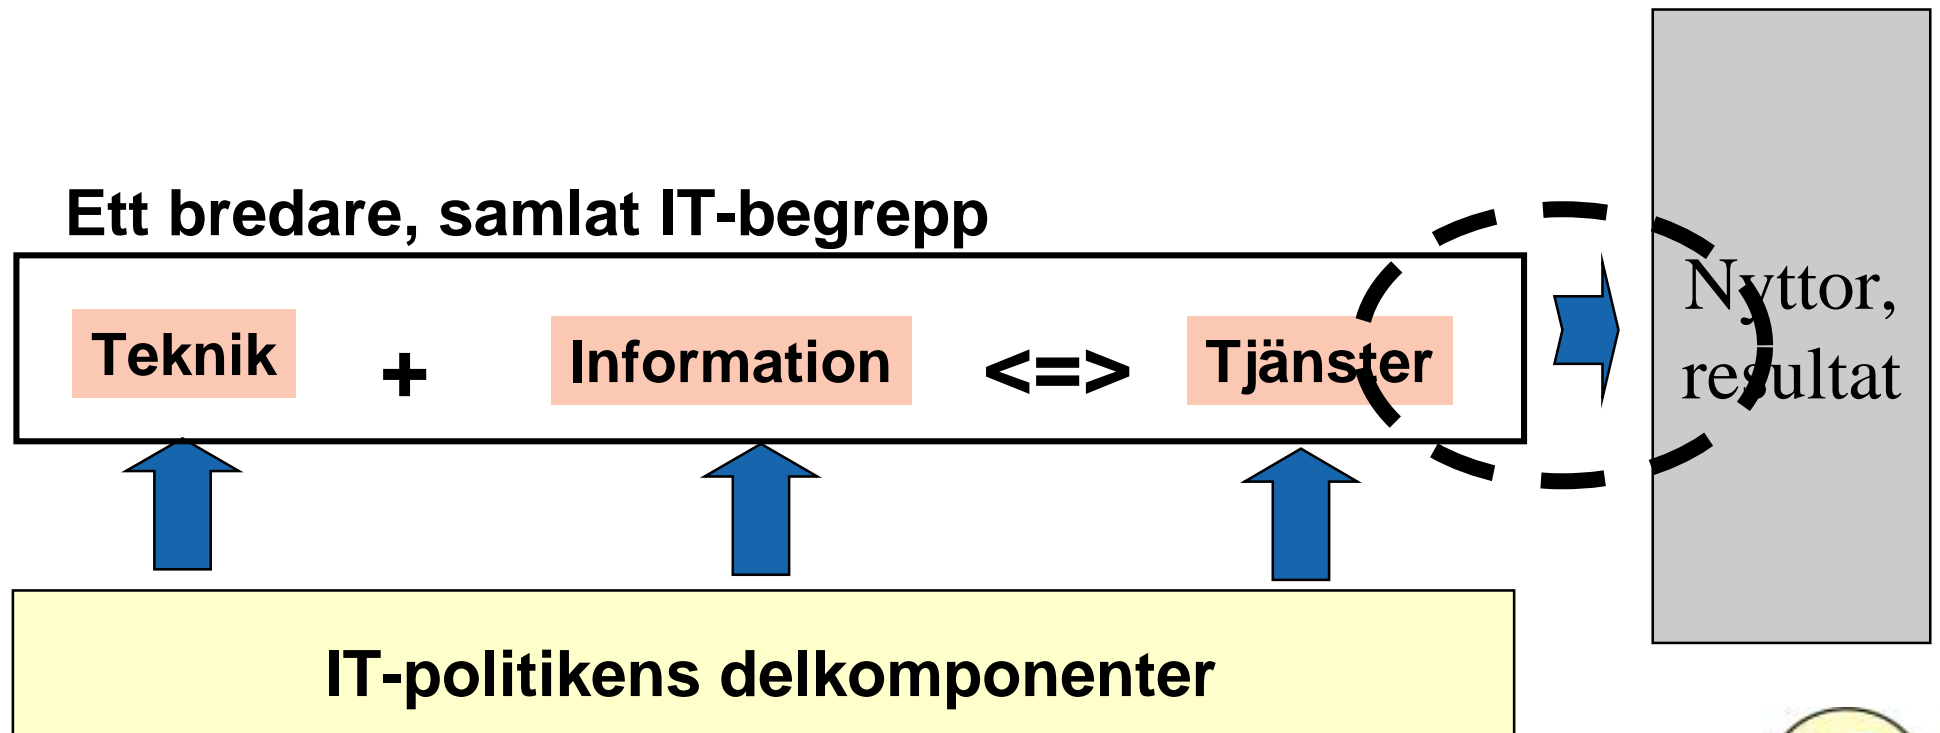 Ett bredare, samlat IT-begrepp
Teknik + Information <=> Tjänster
Nyttor,
resultat
IT-politikens delkomponenter